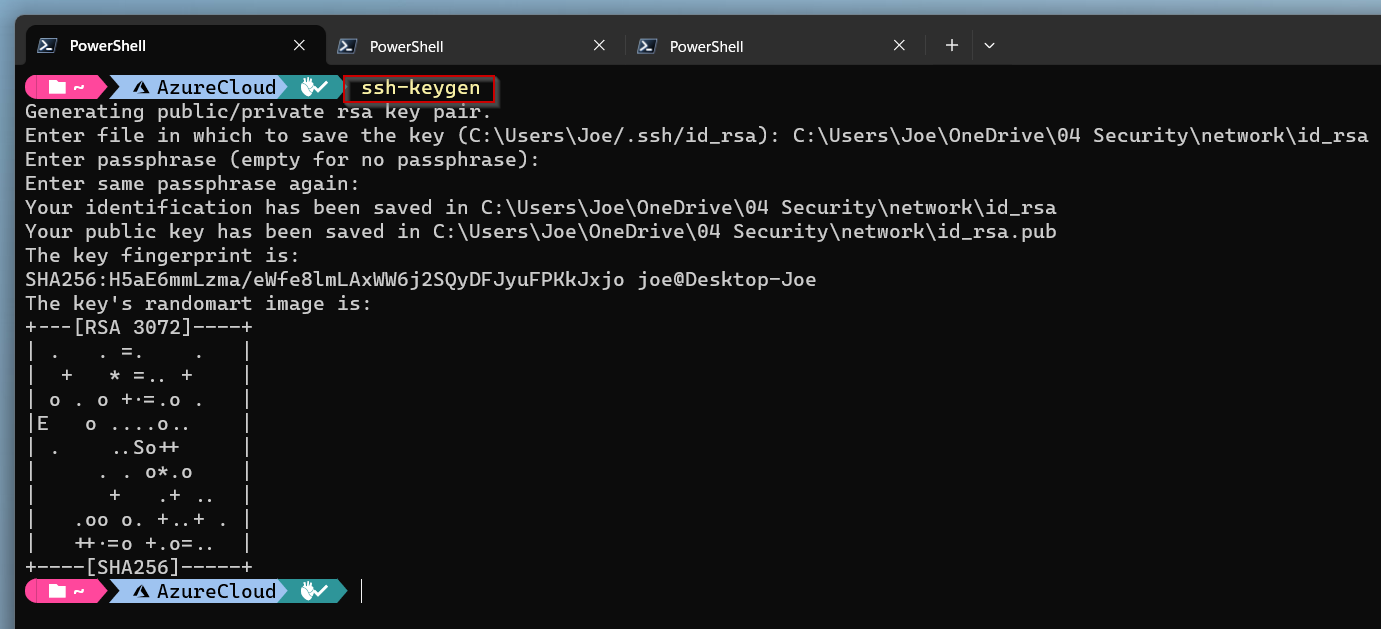 PowerShell
PowerShell
PowerShell
~ AzureCloud ssh-keygen
Generating public/private rsa key pair.
Enter file in which to save the key (C:\Users\Joe/.ssh/id_rsa): C:\Users\Joe\OneDrive\04 Security\network\id_rsa
Enter passphrase (empty for no passphrase):
Enter same passphrase again:
Your identification has been saved in C:\Users\Joe\OneDrive\04 Security\network\id_rsa
Your public key has been saved in C:\Users\Joe\OneDrive\04 Security\network\id_rsa.pub
The key fingerprint is:
SHA256:H5aE6mmLzma/eWfe8lmLAxWW6j2SQyDFJyuFPKkJxjo joe@Desktop-Joe
The key's randomart image is:
+---[RSA 3072]----+
| .   . =.    .   |
|  +   * =.. +    |
| o . o +·=.o .   |
|E   o ....o..    |
| .    ..So++     |
|     . . o*.o    |
|      +   .+ ..  |
|   .oo o. +..+ . |
|   ++·=o +.o=..  |
+----[SHA256]-----+
~ AzureCloud